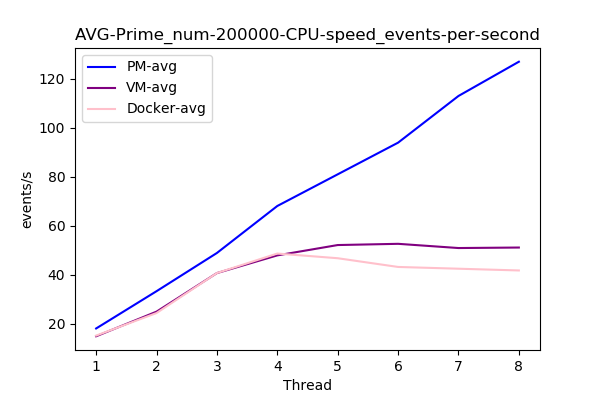 AVG-Prime_num-200000-CPU-speed_events-per-second
PM-avg
VM-avg
Docker-avg
120
100
80
60
40
20
events/s
1 2 3 4 5 6 7 8
Thread